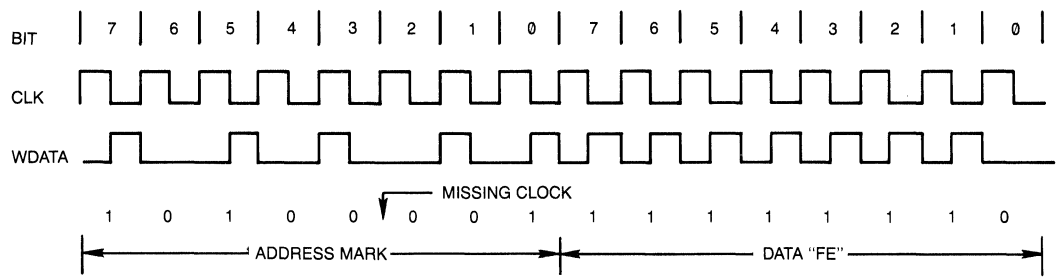 BIT 7 6 5 4 3 2 1 0 7 6 5 4 3 2 1 0
CLK
WDATA
MISSING CLOCK
1 0 1 0 0 0 0 1 1 1 1 1 1 1 1 0
ADDRESS MARK DATA "FE"